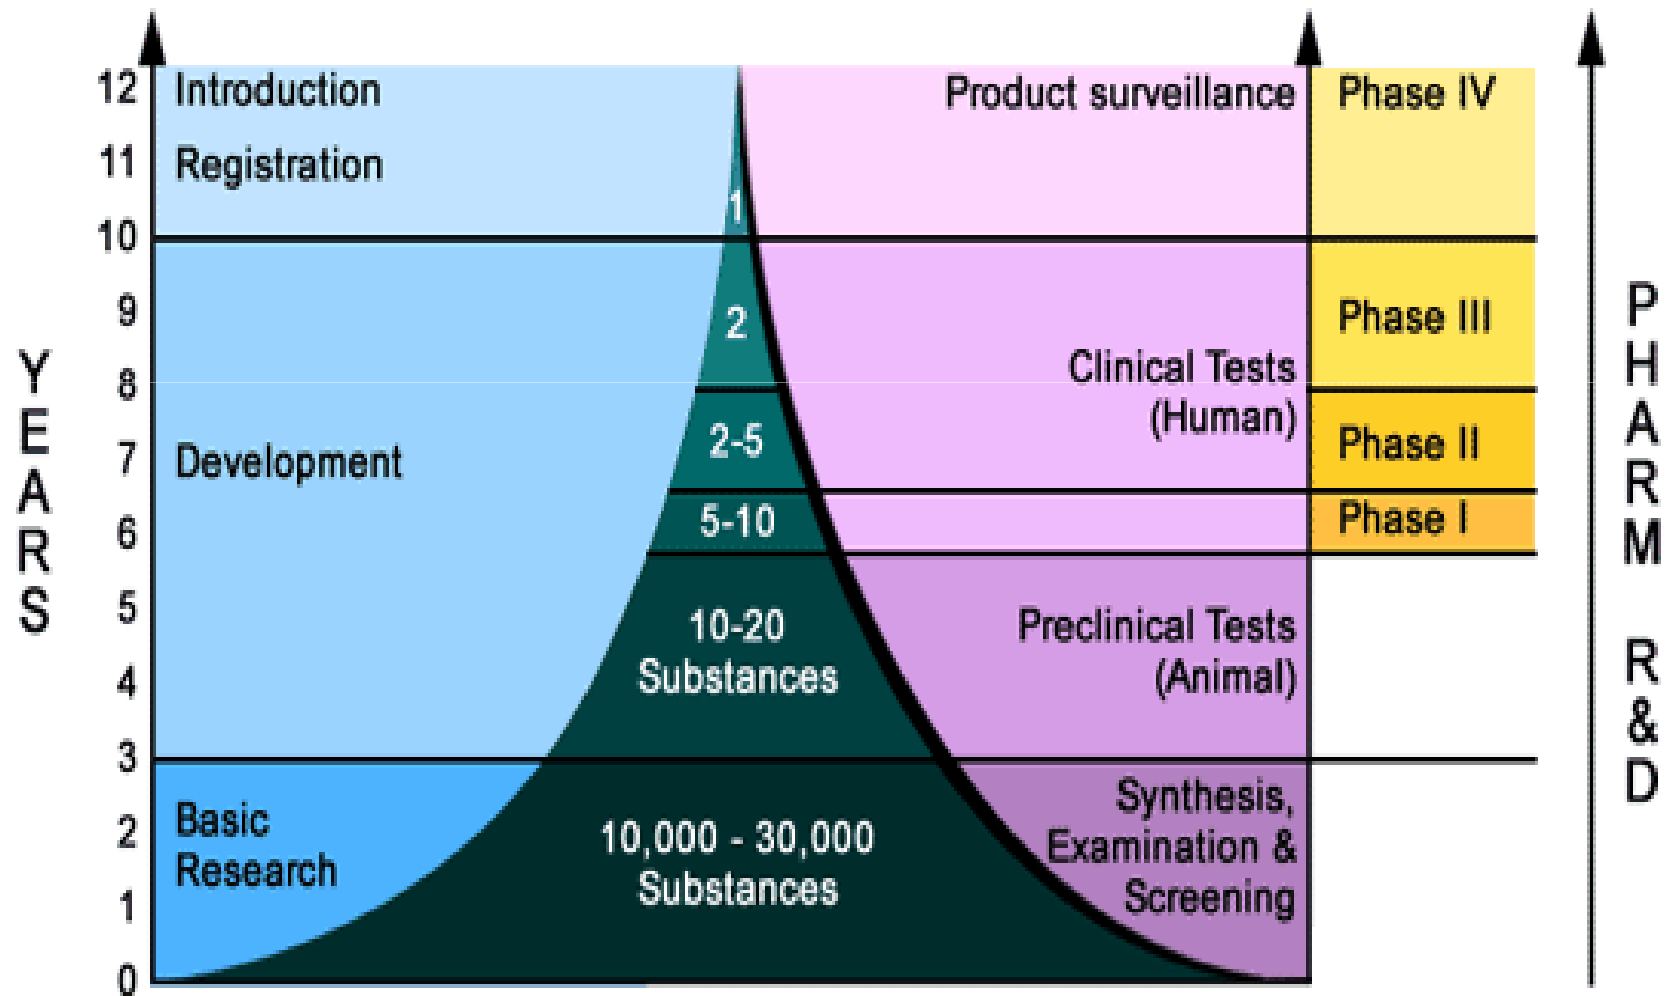 YEARS
12
11
10
9
8
7
6
5
4
3
2
1
0
Introduction
Registration
Development
Basic
Research
1
2
2-5
5-10
10-20
Substances
10,000 - 30,000
Substances
Product surveillance
Clinical Tests
(Human)
Preclinical Tests
(Animal)
Synthesis,
Examination &
Screening
Phase IV
Phase III
Phase II
Phase I
PHARM R&D